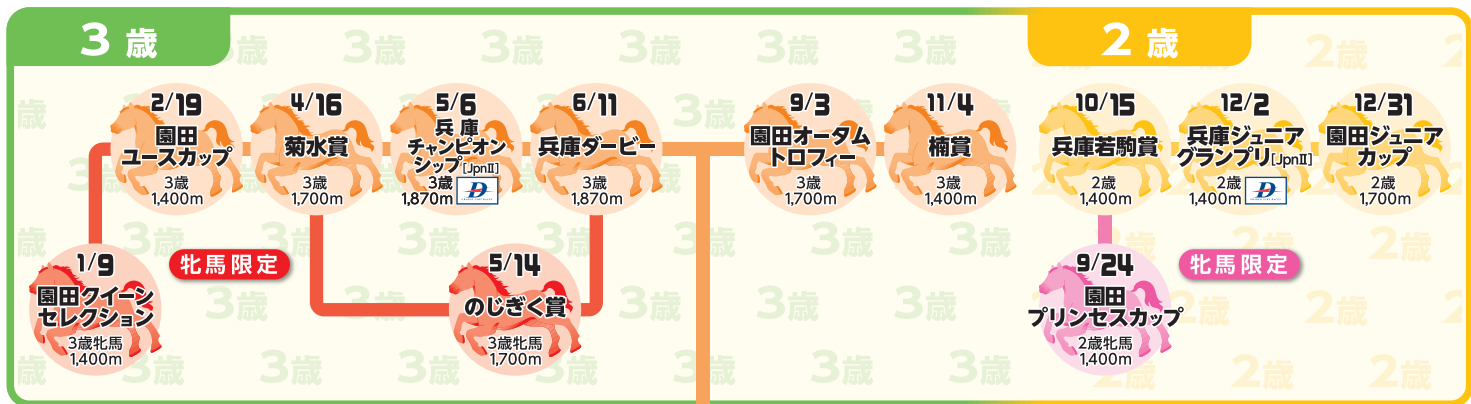 3歳
2歳
2/19
園田
ユースカップ
3歳
1,400m
4/16
菊水賞
3歳
1,700m
5/6
兵庫
チャンピオン
シップ[JpnⅡ]
3歳
1,870m
6/11
兵庫ダービー
3歳
1,870m
9/3
園田オータム
トロフィー
3歳
1,700m
11/4
楠賞
3歳
1,400m
10/15
兵庫若駒賞
2歳
1,400m
12/2
兵庫ジュニア
グランプリ[JpnⅡ]
2歳
1,400m
12/31
園田ジュニア
カップ
2歳
1,700m
1/9
園田クイーン
セレクション
3歳牝馬
1,400m
牝馬限定
5/14
のじぎく賞
3歳牝馬
1,700m
9/24
園田
プリンセスカップ
2歳牝馬
1,400m
牝馬限定